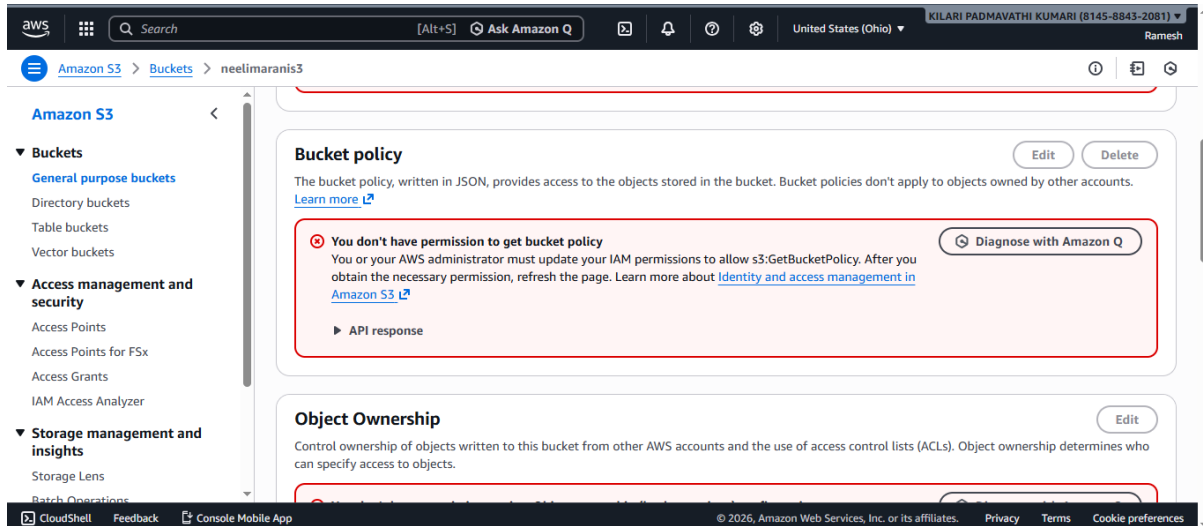 aws
Search [Alt+S] Ask Amazon Q United States (Ohio) KILARI PADMAVATHI KUMARI (8145-8843-2081)
Ramesh
Amazon S3 > Buckets > neelimaranis3
Amazon S3
Buckets
General purpose buckets
Directory buckets
Table buckets
Vector buckets
Access management and
security
Access Points
Access Points for FSx
Access Grants
IAM Access Analyzer
Storage management and
insights
Storage Lens
Batch Operations
Bucket policy Edit Delete
The bucket policy, written in JSON, provides access to the objects stored in the bucket. Bucket policies don't apply to objects owned by other accounts.
Learn more
You don't have permission to get bucket policy Diagnose with Amazon Q
You or your AWS administrator must update your IAM permissions to allow s3:GetBucketPolicy. After you
obtain the necessary permission, refresh the page. Learn more about Identity and access management in
Amazon S3
API response
Object Ownership Edit
Control ownership of objects written to this bucket from other AWS accounts and the use of access control lists (ACLs). Object ownership determines who
can specify access to objects.
CloudShell Feedback Console Mobile App © 2026, Amazon Web Services, Inc. or its affiliates. Privacy Terms Cookie preferences